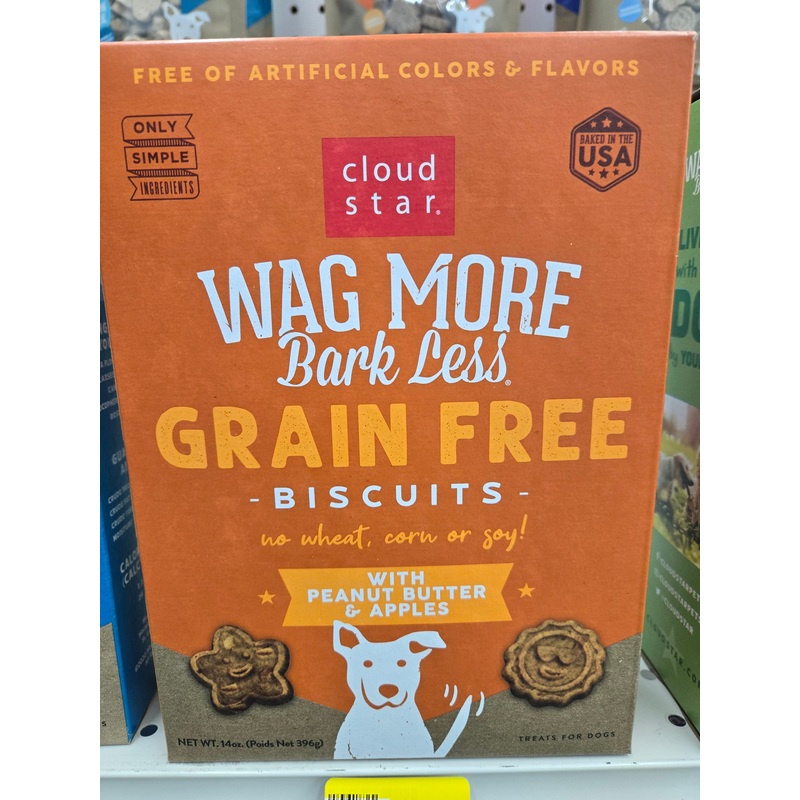 FREE OF ARTIFICIAL COLORS & FLAVORS
ONLY
SIMPLE
INGREDIENTS
BAKED IN THE
USA
cloud
star®
WAG MORE
Bark Less®
GRAIN FREE
- BISCUITS -
no wheat, corn or soy!
WITH
PEANUT BUTTER
& APPLES
NET WT. 14oz. (Poids Net 396g)
TREATS FOR DOGS
with